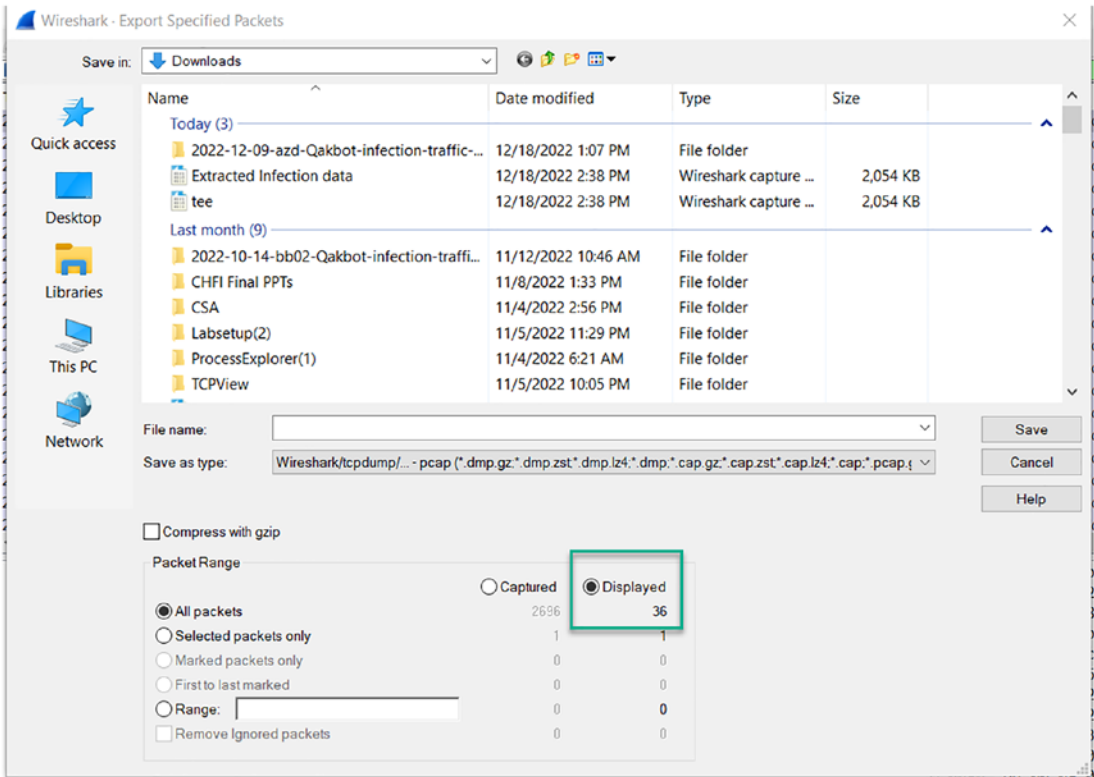 Wireshark · Export Specified Packets
Save in: Downloads
Name Date modified Type Size
Today (3)
2022-12-09-azd-Qakbot-infection-traffic-... 12/18/2022 1:07 PM File folder
Extracted Infection data 12/18/2022 2:38 PM Wireshark capture ... 2,054 KB
tee 12/18/2022 2:38 PM Wireshark capture ... 2,054 KB
Last month (9)
2022-10-14-bb02-Qakbot-infection-traffi... 11/12/2022 10:46 AM File folder
CHFI Final PPTs 11/8/2022 1:33 PM File folder
CSA 11/4/2022 2:56 PM File folder
Labsetup(2) 11/5/2022 11:29 PM File folder
ProcessExplorer(1) 11/4/2022 6:21 AM File folder
TCPView 11/5/2022 10:05 PM File folder
Quick access
Desktop
Libraries
This PC
Network
File name: Save
Save as type: Wireshark/tcpdump/... - pcap (*.dmp.gz;*.dmp.zst;*.dmp.lz4;*.dmp;*.cap.gz;*.cap.zst;*.cap.lz4;*.cap;*.pcap.g Cancel
Help
Compress with gzip
Packet Range
Captured Displayed
All packets 2696 36
Selected packets only 1 1
Marked packets only 0 0
First to last marked 0 0
Range: 0 0
Remove Ignored packets 0 0